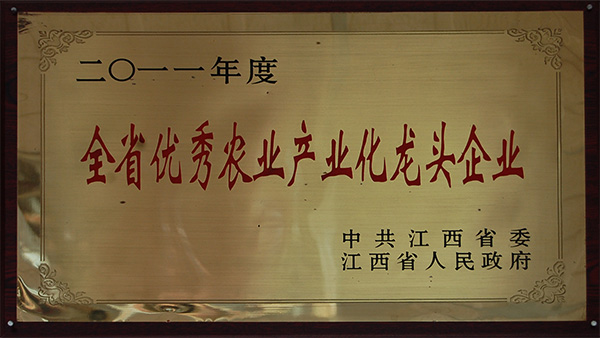 二〇一一年度
全省优秀农业产业化龙头企业
中共江西省委
江西省人民政府